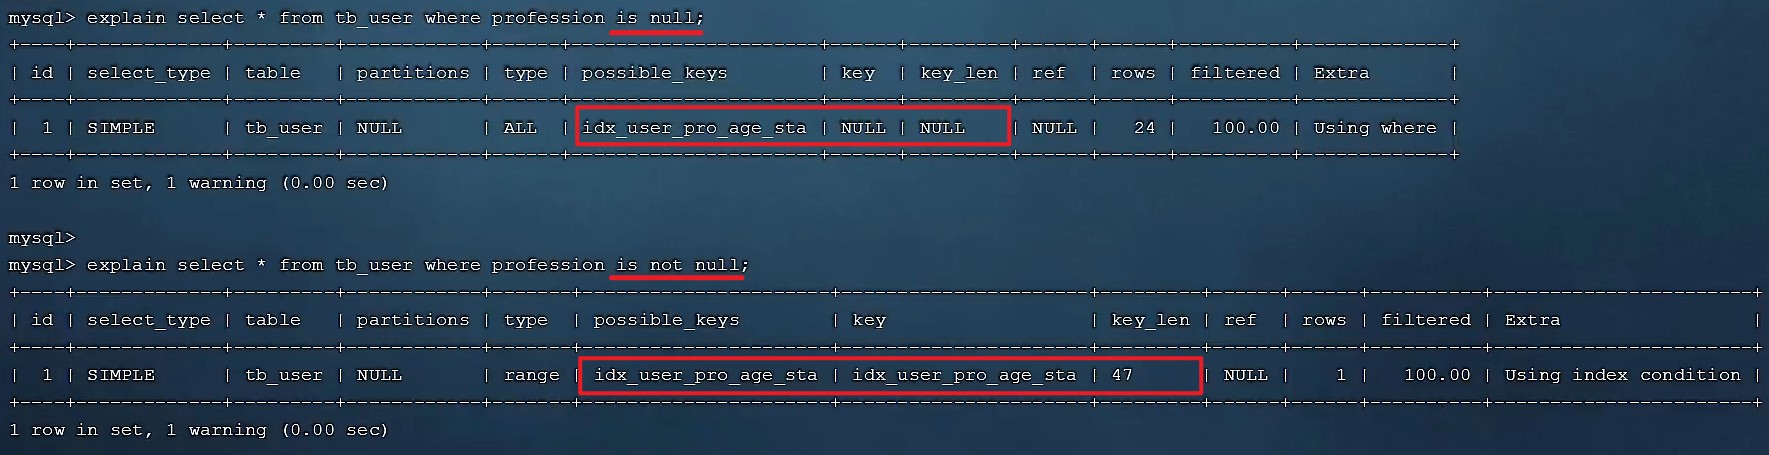 mysql> explain select * from tb_user where profession is null;
+----+-------------+---------+------------+------+----------------------+------+---------+------+------+----------+-------------+
| id | select_type | table | partitions | type | possible_keys | key | key_len | ref | rows | filtered | Extra |
+----+-------------+---------+------------+------+----------------------+------+---------+------+------+----------+-------------+
| 1 | SIMPLE | tb_user | NULL | ALL | idx_user_pro_age_sta | NULL | NULL | NULL | 24 | 100.00 | Using where |
+----+-------------+---------+------------+------+----------------------+------+---------+------+------+----------+-------------+
1 row in set, 1 warning (0.00 sec)
mysql>
mysql> explain select * from tb_user where profession is not null;
+----+-------------+---------+------------+-------+----------------------+----------------------+---------+------+------+----------+-----------------------+
| id | select_type | table | partitions | type | possible_keys | key | key_len | ref | rows | filtered | Extra |
+----+-------------+---------+------------+-------+----------------------+----------------------+---------+------+------+----------+-----------------------+
| 1 | SIMPLE | tb_user | NULL | range | idx_user_pro_age_sta | idx_user_pro_age_sta | 47 | NULL | 1 | 100.00 | Using index condition |
+----+-------------+---------+------------+-------+----------------------+----------------------+---------+------+------+----------+-----------------------+
1 row in set, 1 warning (0.00 sec)